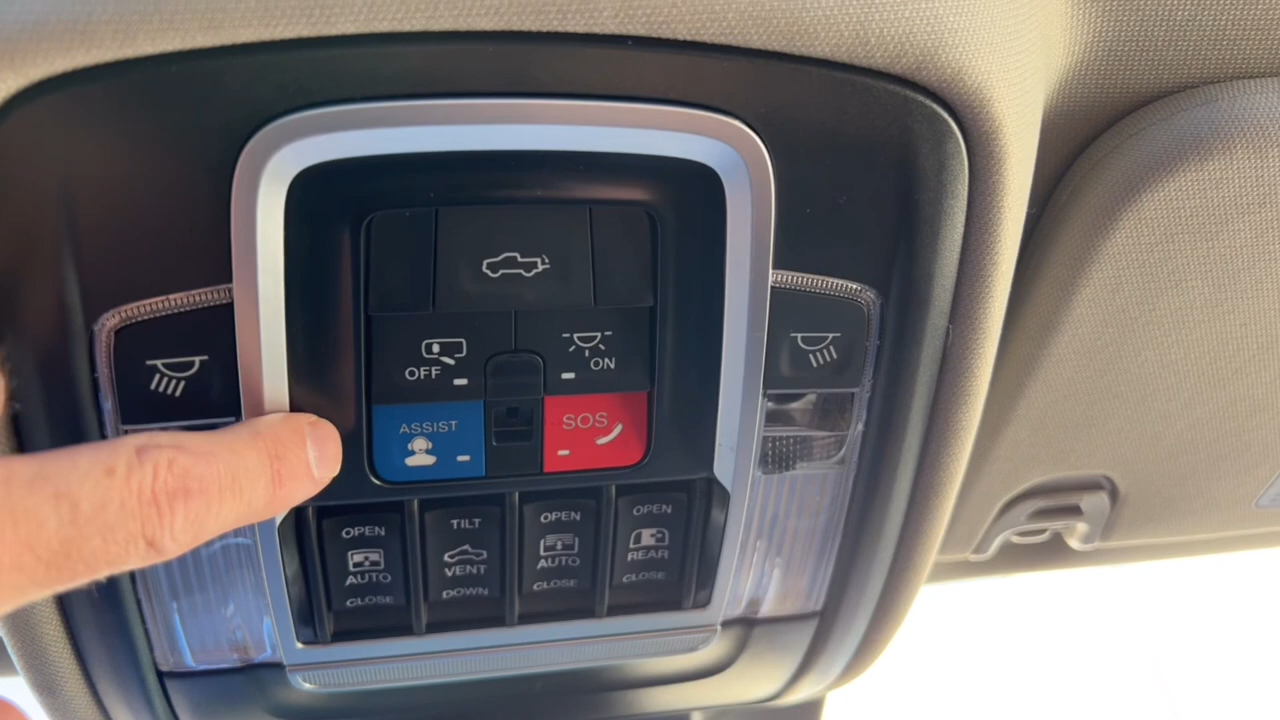 OFF
ON
ASSIST
SOS
OPEN
AUTO
CLOSE
TILT
VENT
DOWN
OPEN
AUTO
CLOSE
OPEN
REAR
CLOSE